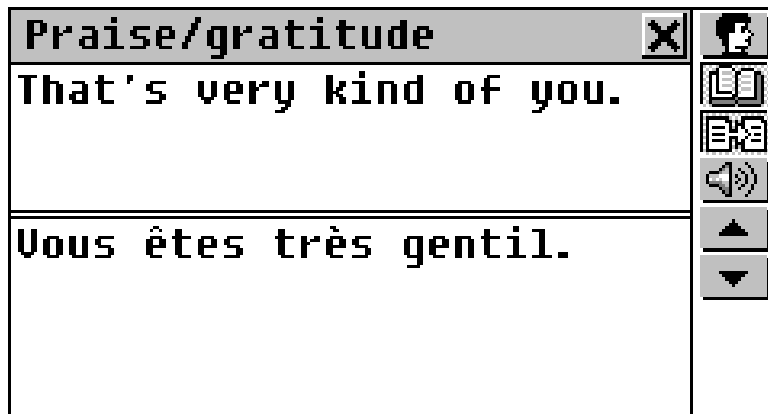 Praise/gratitude
That's very kind of you.
Vous êtes très gentil.